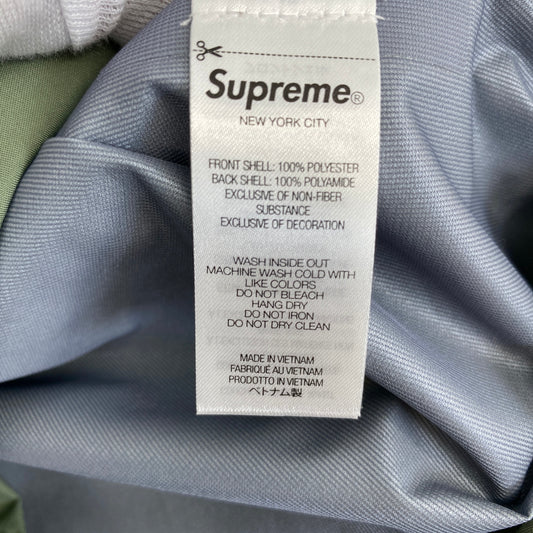 Supreme®
NEW YORK CITY
FRONT SHELL: 100% POLYESTER
BACK SHELL: 100% POLYAMIDE
EXCLUSIVE OF NON-FIBER
SUBSTANCE
EXCLUSIVE OF DECORATION
WASH INSIDE OUT
MACHINE WASH COLD WITH
LIKE COLORS
DO NOT BLEACH
HANG DRY
DO NOT IRON
DO NOT DRY CLEAN
MADE IN VIETNAM
FABRIQUÉ AU VIETNAM
PRODOTTO IN VIETNAM
ベトナム製